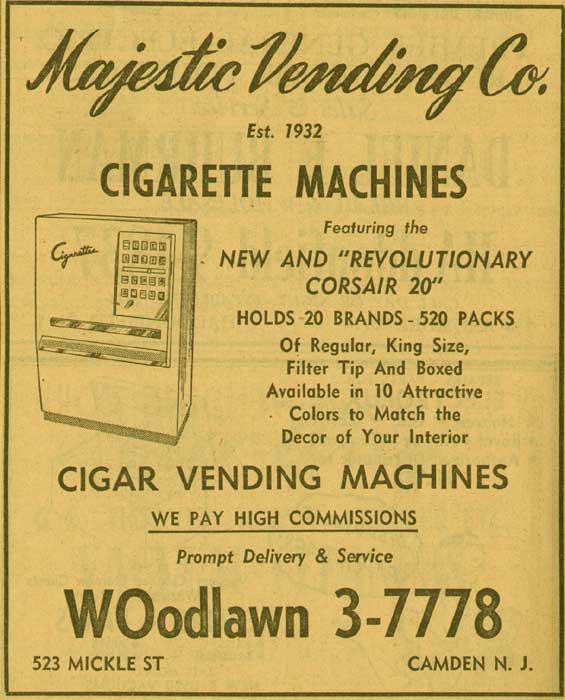 Majestic Vending Co.
Est. 1932
CIGARETTE MACHINES
Cigarettes
Featuring the
NEW AND "REVOLUTIONARY
CORSAIR 20"
HOLDS 20 BRANDS - 520 PACKS
Of Regular, King Size,
Filter Tip And Boxed
Available in 10 Attractive
Colors to Match the
Decor of Your Interior
CIGAR VENDING MACHINES
WE PAY HIGH COMMISSIONS
Prompt Delivery & Service
WOodlawn 3-7778
523 MICKLE ST
CAMDEN N. J.